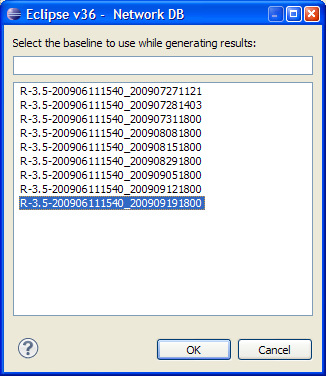 Eclipse v36 - Network DB
Select the baseline to use while generating results:
R-3.5-200906111540_200907271121
R-3.5-200906111540_200907281403
R-3.5-200906111540_200907311800
R-3.5-200906111540_200908081800
R-3.5-200906111540_200908151800
R-3.5-200906111540_200908291800
R-3.5-200906111540_200909051800
R-3.5-200906111540_200909121800
R-3.5-200906111540_200909191800
?
OK Cancel